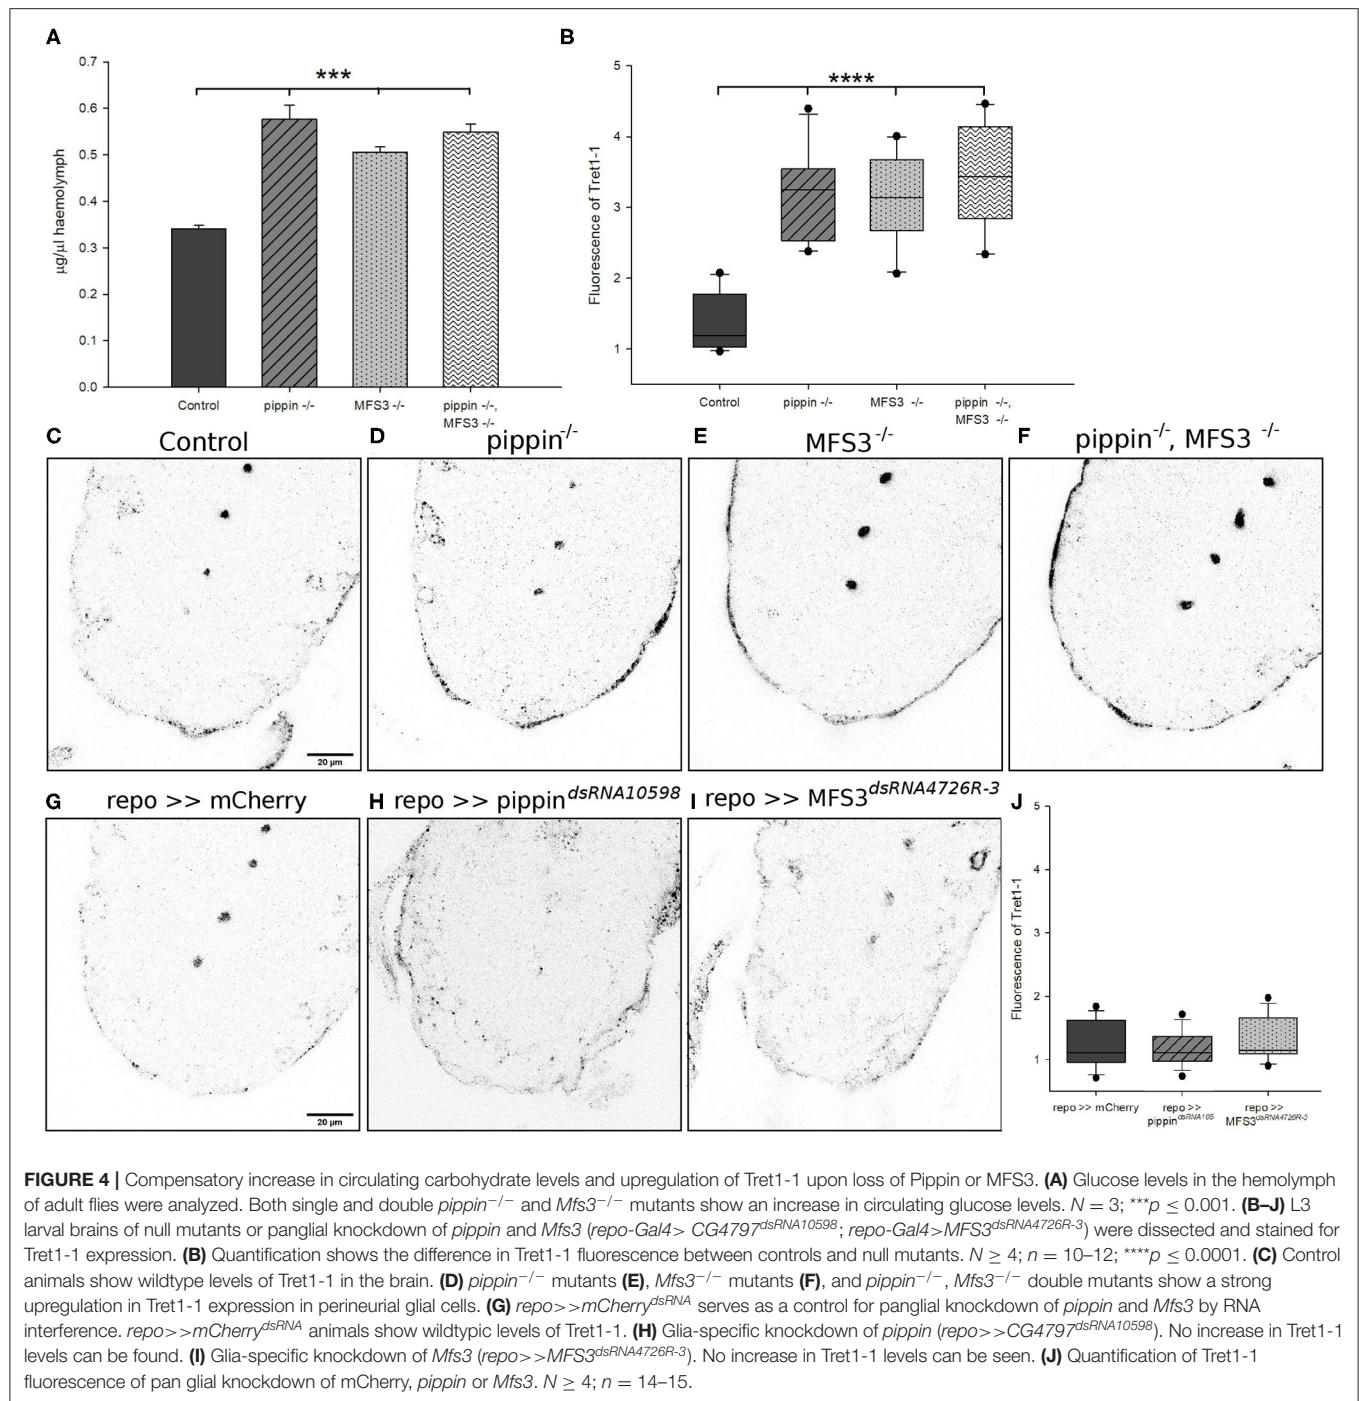 A
0.7
0.6
0.5
0.4
0.3
0.2
0.1
0.0
µg/µl haemolymph
***
Control
pippin -/-
MFS3 -/-
pippin -/-,
MFS3 -/-
B
5
4
3
2
1
Fluorescence of Tret1-1
****
Control
pippin -/-
MFS3 -/-
pippin -/-,
MFS3 -/-
C Control
20 µm
D pippin-/-
E MFS3-/-
F pippin-/-, MFS3 -/-
G repo >> mCherry
20 µm
H repo >> pippindsRNA10598
I repo >> MFS3dsRNA4726R-3
J
5
4
3
2
1
Fluorescence of Tret1-1
repo >> mCherry
repo >>
pippindsRNA105
repo >>
MFS3dsRNA4726R-3
FIGURE 4 | Compensatory increase in circulating carbohydrate levels and upregulation of Tret1-1 upon loss of Pippin or MFS3. (A) Glucose levels in the hemolymph
of adult flies were analyzed. Both single and double pippin−/− and Mfs3−/− mutants show an increase in circulating glucose levels. N = 3; ***p ≤ 0.001. (B–J) L3
larval brains of null mutants or panglial knockdown of pippin and Mfs3 (repo-Gal4> CG4797dsRNA10598; repo-Gal4>MFS3dsRNA4726R-3) were dissected and stained for
Tret1-1 expression. (B) Quantification shows the difference in Tret1-1 fluorescence between controls and null mutants. N ≥ 4; n = 10–12; ****p ≤ 0.0001. (C) Control
animals show wildtype levels of Tret1-1 in the brain. (D) pippin−/− mutants (E), Mfs3−/− mutants (F), and pippin−/−, Mfs3−/− double mutants show a strong
upregulation in Tret1-1 expression in perineurial glial cells. (G) repo>>mCherrydsRNA serves as a control for panglial knockdown of pippin and Mfs3 by RNA
interference. repo>>mCherrydsRNA animals show wildtypic levels of Tret1-1. (H) Glia-specific knockdown of pippin (repo>>CG4797dsRNA10598). No increase in Tret1-1
levels can be found. (I) Glia-specific knockdown of Mfs3 (repo>>MFS3dsRNA4726R-3). No increase in Tret1-1 levels can be seen. (J) Quantification of Tret1-1
fluorescence of pan glial knockdown of mCherry, pippin or Mfs3. N ≥ 4; n = 14–15.